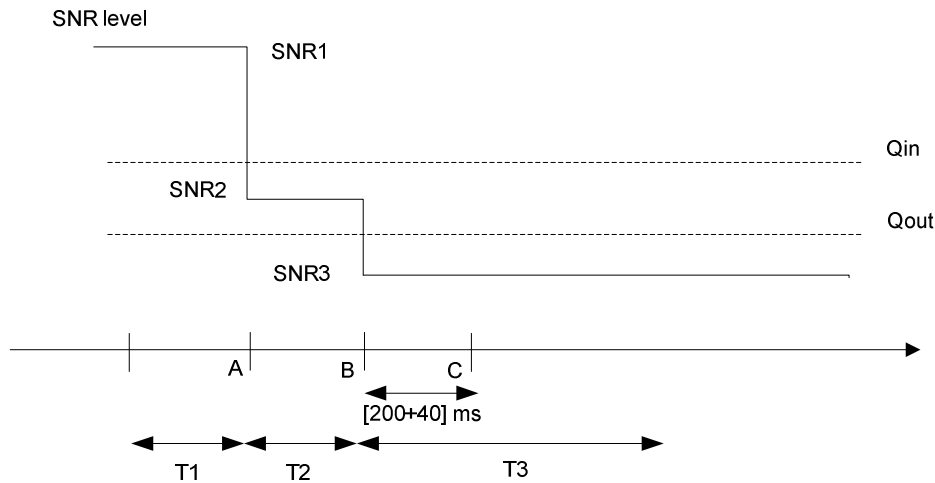 SNR level
SNR1
Qin
SNR2
Qout
SNR3
A
B
C
[200+40] ms
T1
T2
T3